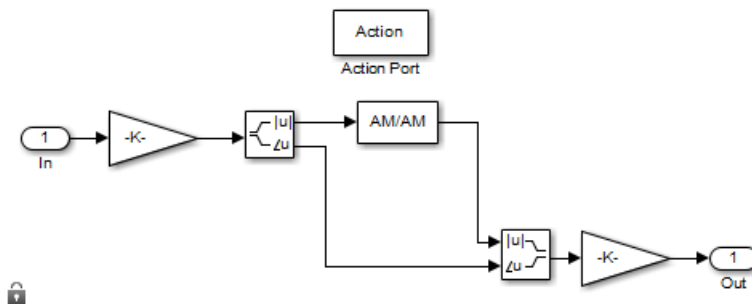 Action
Action Port
1
In
-K-
|u|
∠u
AM/AM
|u|
∠u
-K-
1
Out